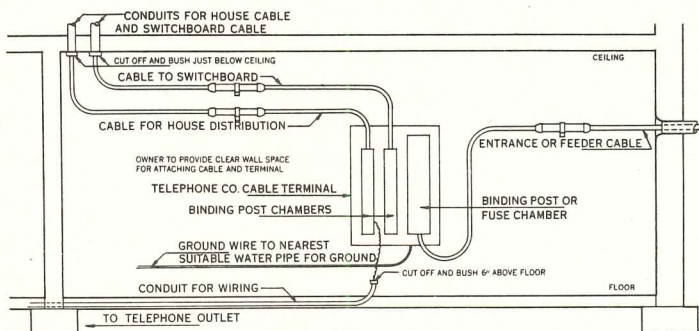 CONDUITS FOR HOUSE CABLE
AND SWITCHBOARD CABLE
CUT OFF AND BUSH JUST BELOW CEILING
CEILING
CABLE TO SWITCHBOARD
CABLE FOR HOUSE DISTRIBUTION
ENTRANCE OR FEEDER CABLE
OWNER TO PROVIDE CLEAR WALL SPACE
FOR ATTACHING CABLE AND TERMINAL
TELEPHONE CO. CABLE TERMINAL
BINDING POST CHAMBERS
BINDING POST OR
FUSE CHAMBER
GROUND WIRE TO NEAREST
SUITABLE WATER PIPE FOR GROUND
CUT OFF AND BUSH 6" ABOVE FLOOR
CONDUIT FOR WIRING
FLOOR
TO TELEPHONE OUTLET